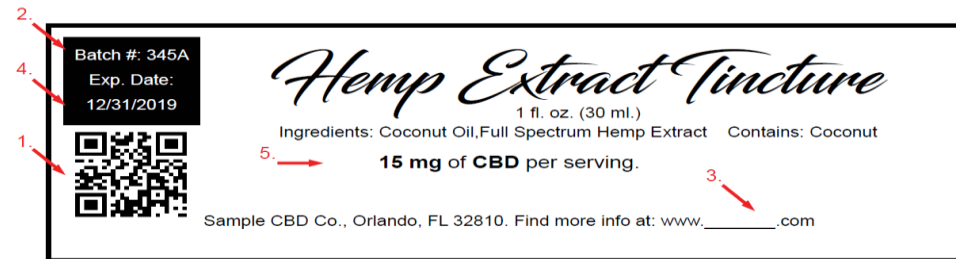 2.
Batch #: 345A
Exp. Date:
4.
12/31/2019
1.
Hemp Extract Tincture
1 fl. oz. (30 ml.)
Ingredients: Coconut Oil,Full Spectrum Hemp Extract Contains: Coconut
5.
15 mg of CBD per serving.
3.
Sample CBD Co., Orlando, FL 32810. Find more info at: www.________.com